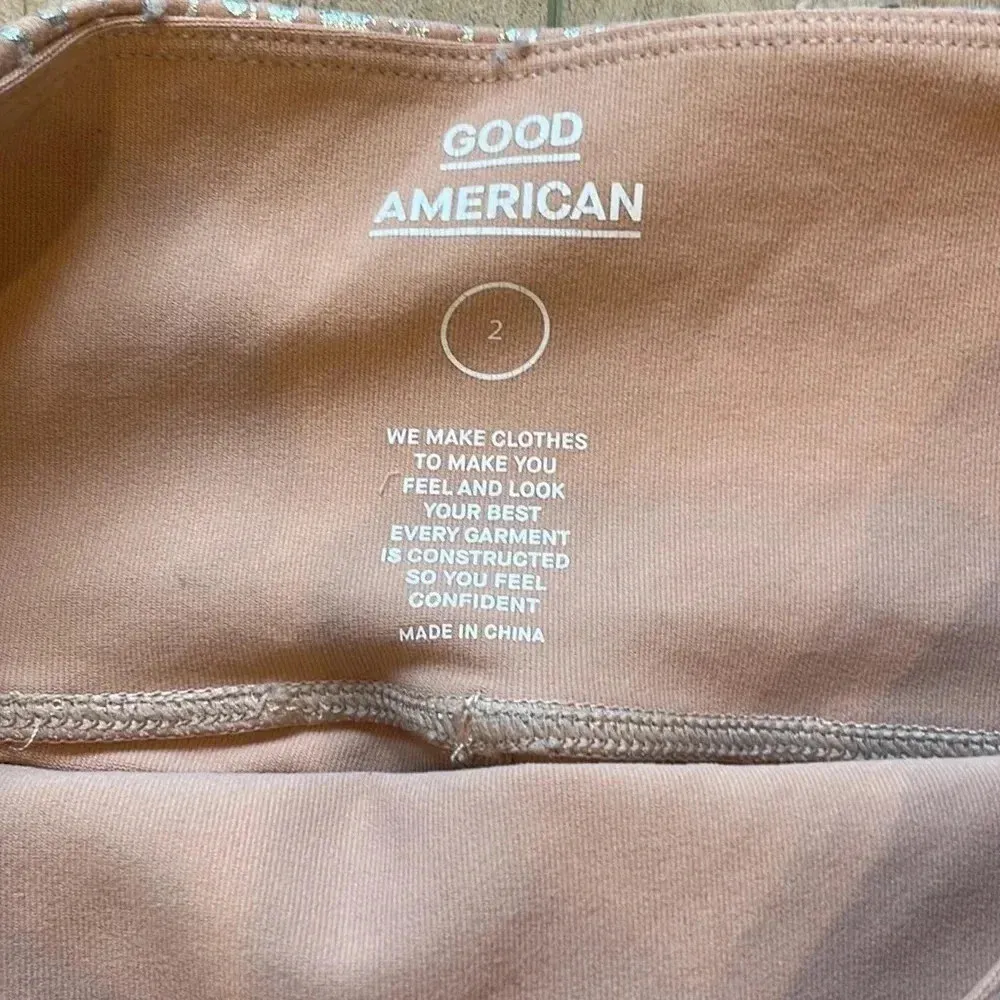 GOOD
AMERICAN
2
WE MAKE CLOTHES
TO MAKE YOU
FEEL AND LOOK
YOUR BEST
EVERY GARMENT
IS CONSTRUCTED
SO YOU FEEL
CONFIDENT
MADE IN CHINA